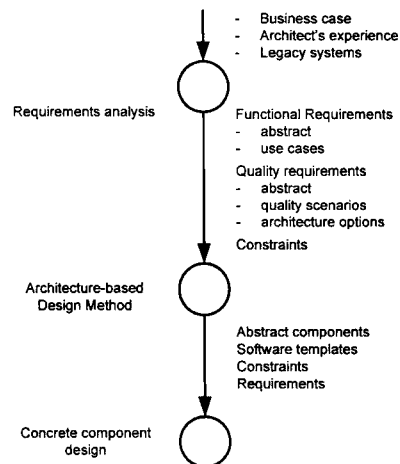 - Business case
- Architect's experience
- Legacy systems
Requirements analysis
Functional Requirements
- abstract
- use cases
Quality requirements
- abstract
- quality scenarios
- architecture options
Constraints
Architecture-based
Design Method
Abstract components
Software templates
Constraints
Requirements
Concrete component
design